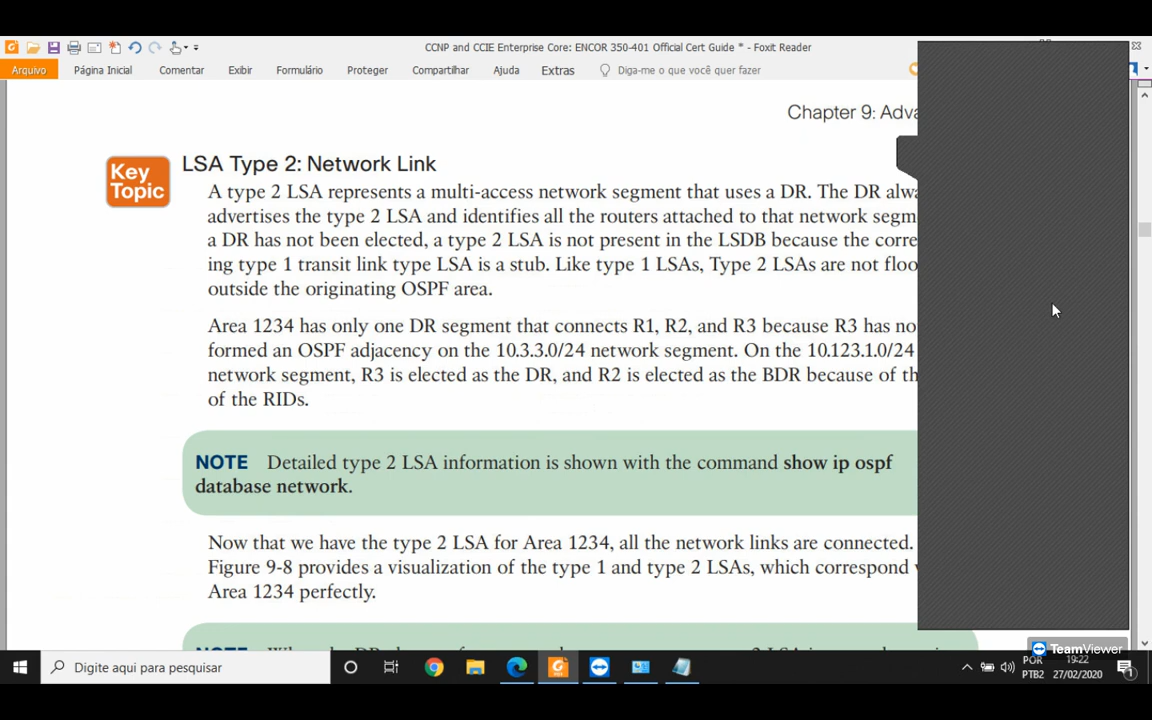 CCNP and CCIE Enterprise Core: ENCOR 350-401 Official Cert Guide * - Foxit Reader
Arquivo Página Inicial Comentar Exibir Formulário Proteger Compartilhar Ajuda Extras Diga-me o que você quer fazer
Chapter 9: Adva
Key
Topic
LSA Type 2: Network Link
A type 2 LSA represents a multi-access network segment that uses a DR. The DR alwa
advertises the type 2 LSA and identifies all the routers attached to that network segm
a DR has not been elected, a type 2 LSA is not present in the LSDB because the corre
ing type 1 transit link type LSA is a stub. Like type 1 LSAs, Type 2 LSAs are not floo
outside the originating OSPF area.
Area 1234 has only one DR segment that connects R1, R2, and R3 because R3 has no
formed an OSPF adjacency on the 10.3.3.0/24 network segment. On the 10.123.1.0/24
network segment, R3 is elected as the DR, and R2 is elected as the BDR because of th
of the RIDs.
NOTE Detailed type 2 LSA information is shown with the command show ip ospf
database network.
Now that we have the type 2 LSA for Area 1234, all the network links are connected.
Figure 9-8 provides a visualization of the type 1 and type 2 LSAs, which correspond
Area 1234 perfectly.
TeamViewer
Digite aqui para pesquisar
POR
PTB2
19:22
27/02/2020
1